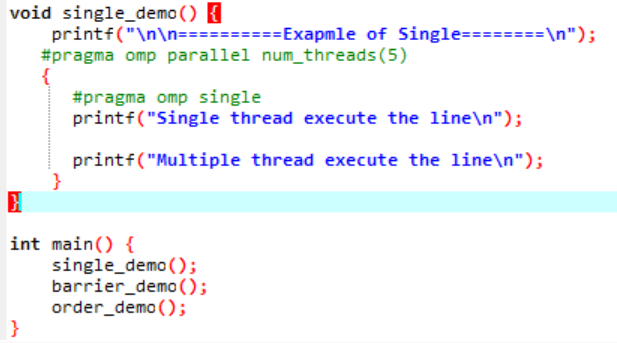 void single_demo() {
printf("\n\n==========Exapmle of Single========\n");
#pragma omp parallel num_threads(5)
{
#pragma omp single
printf("Single thread execute the line\n");
printf("Multiple thread execute the line\n");
}
}
int main() {
single_demo();
barrier_demo();
order_demo();
}